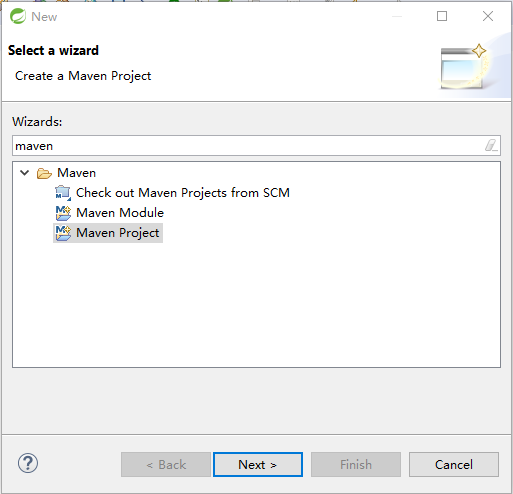 New
Select a wizard
Create a Maven Project
Wizards:
maven
Maven
Check out Maven Projects from SCM
Maven Module
Maven Project
?
< Back
Next >
Finish
Cancel